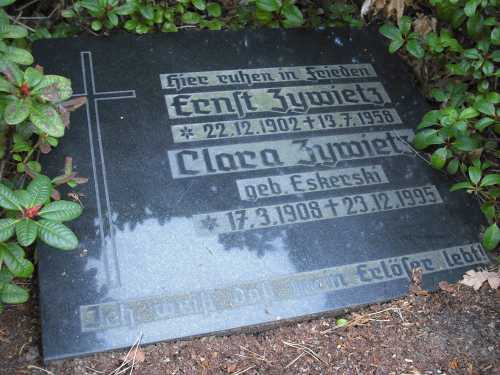 Hier ruhen in Frieden
Ernst Zywietz
* 22.12.1902 + 13.7.1958
Clara Zywietz
geb. Eskerski
* 17.3.1908 + 23.12.1995
Ich weiß daß mein Erlöser lebt!